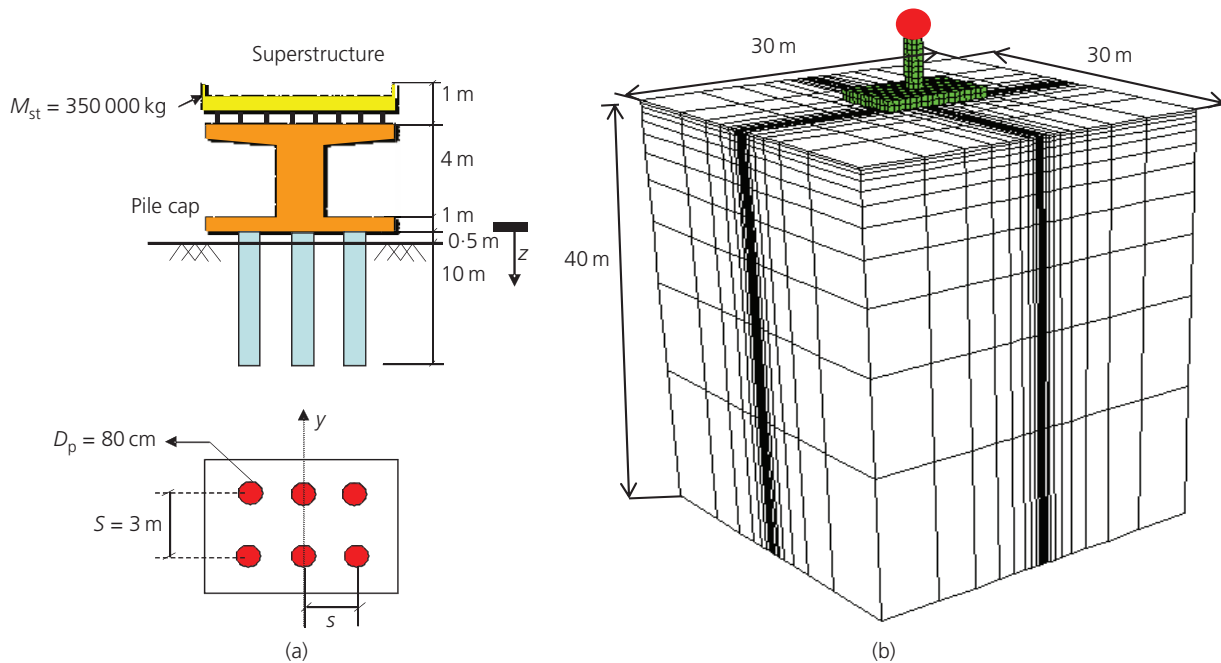 Superstructure
M_st = 350 000 kg
1 m
4 m
Pile cap
1 m
0·5 m
z
10 m
y
D_p = 80 cm
S = 3 m
s
(a)
30 m
30 m
40 m
(b)